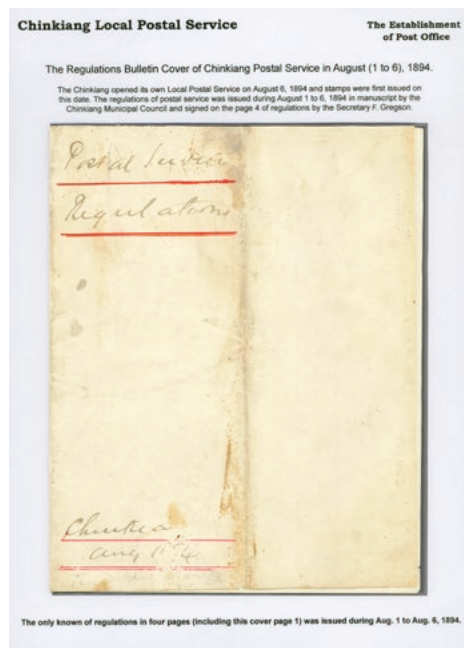 Chinkiang Local Postal Service
The Establishment
of Post Office
The Regulations Bulletin Cover of Chinkiang Postal Service in August (1 to 6), 1894.
The Chinkiang opened its own Local Postal Service on August 6, 1894 and stamps were first issued on
this date. The regulations of postal service was issued during August 1 to 6, 1894 in manuscript by the
Chinkiang Municipal Council and signed on the page 4 of regulations by the Secretary F. Gregson.
Postal Service
Regulations
Aug
The only known of regulations in four pages (including this cover page 1) was issued during Aug. 1 to Aug. 6, 1894.